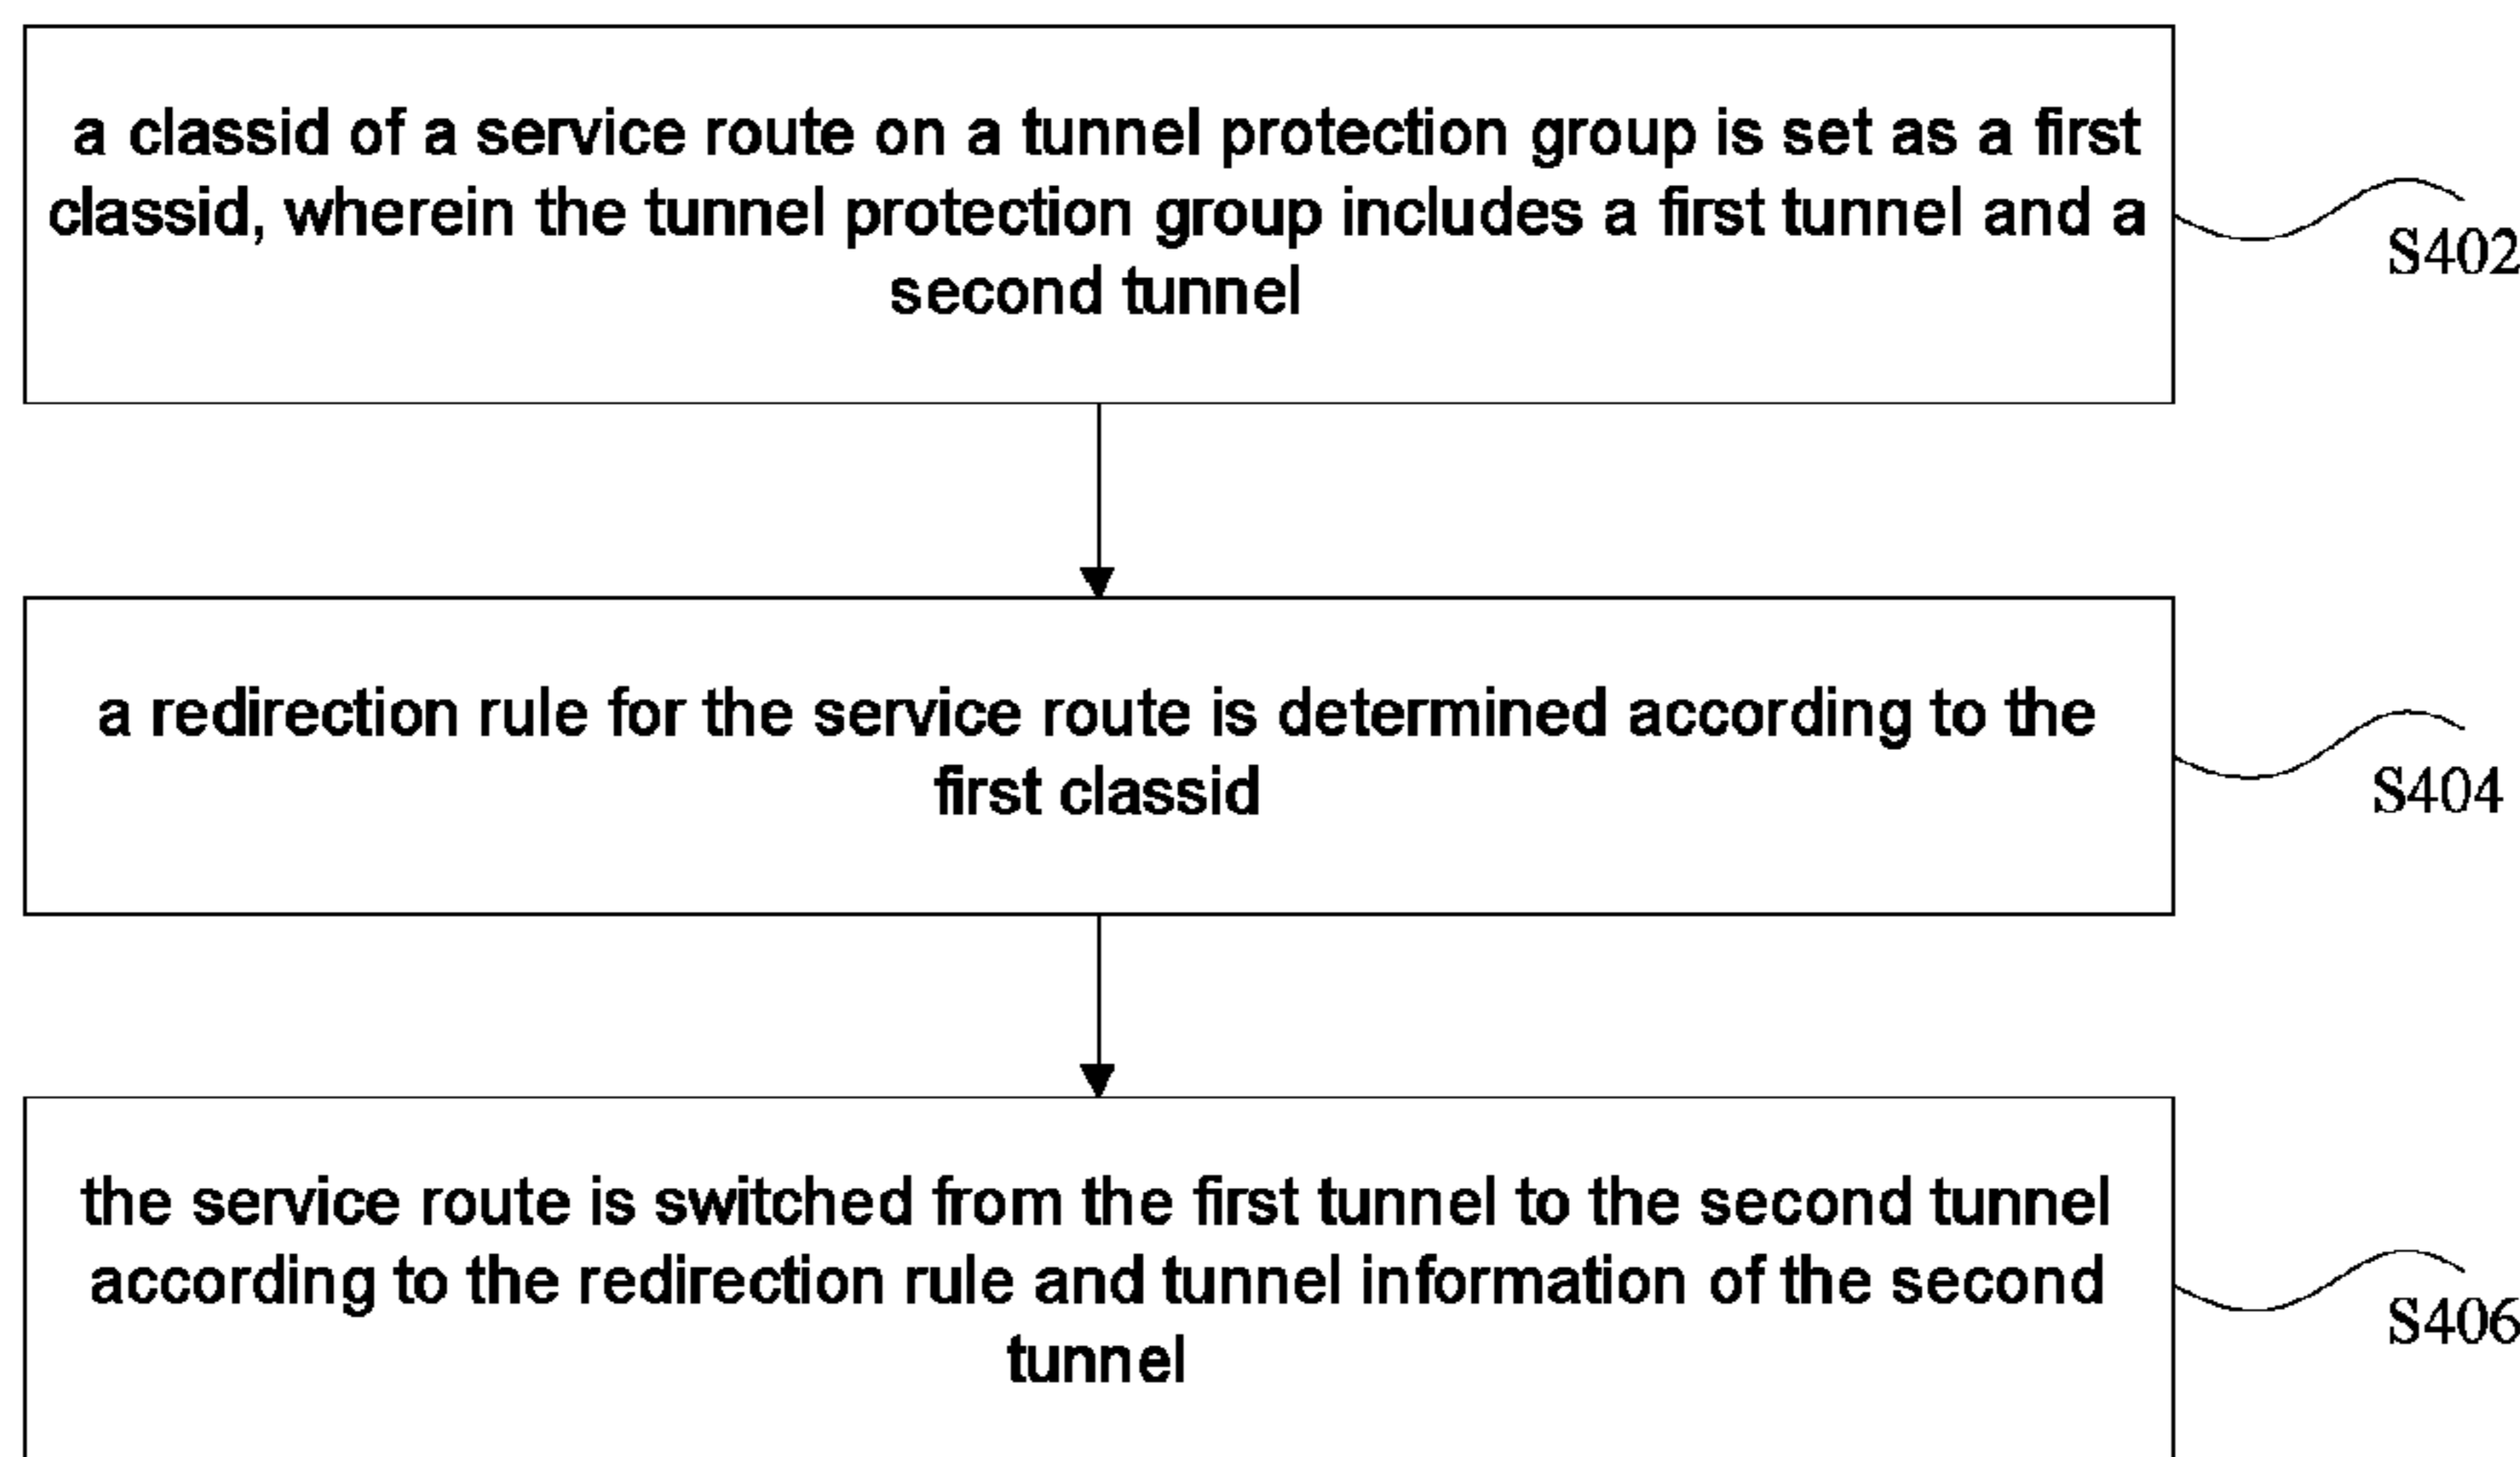 a classid of a service route on a tunnel protection group is set as a first
classid, wherein the tunnel protection group includes a first tunnel and a
second tunnel
S402
a redirection rule for the service route is determined according to the
first classid
S404
the service route is switched from the first tunnel to the second tunnel
according to the redirection rule and tunnel information of the second
tunnel
S406